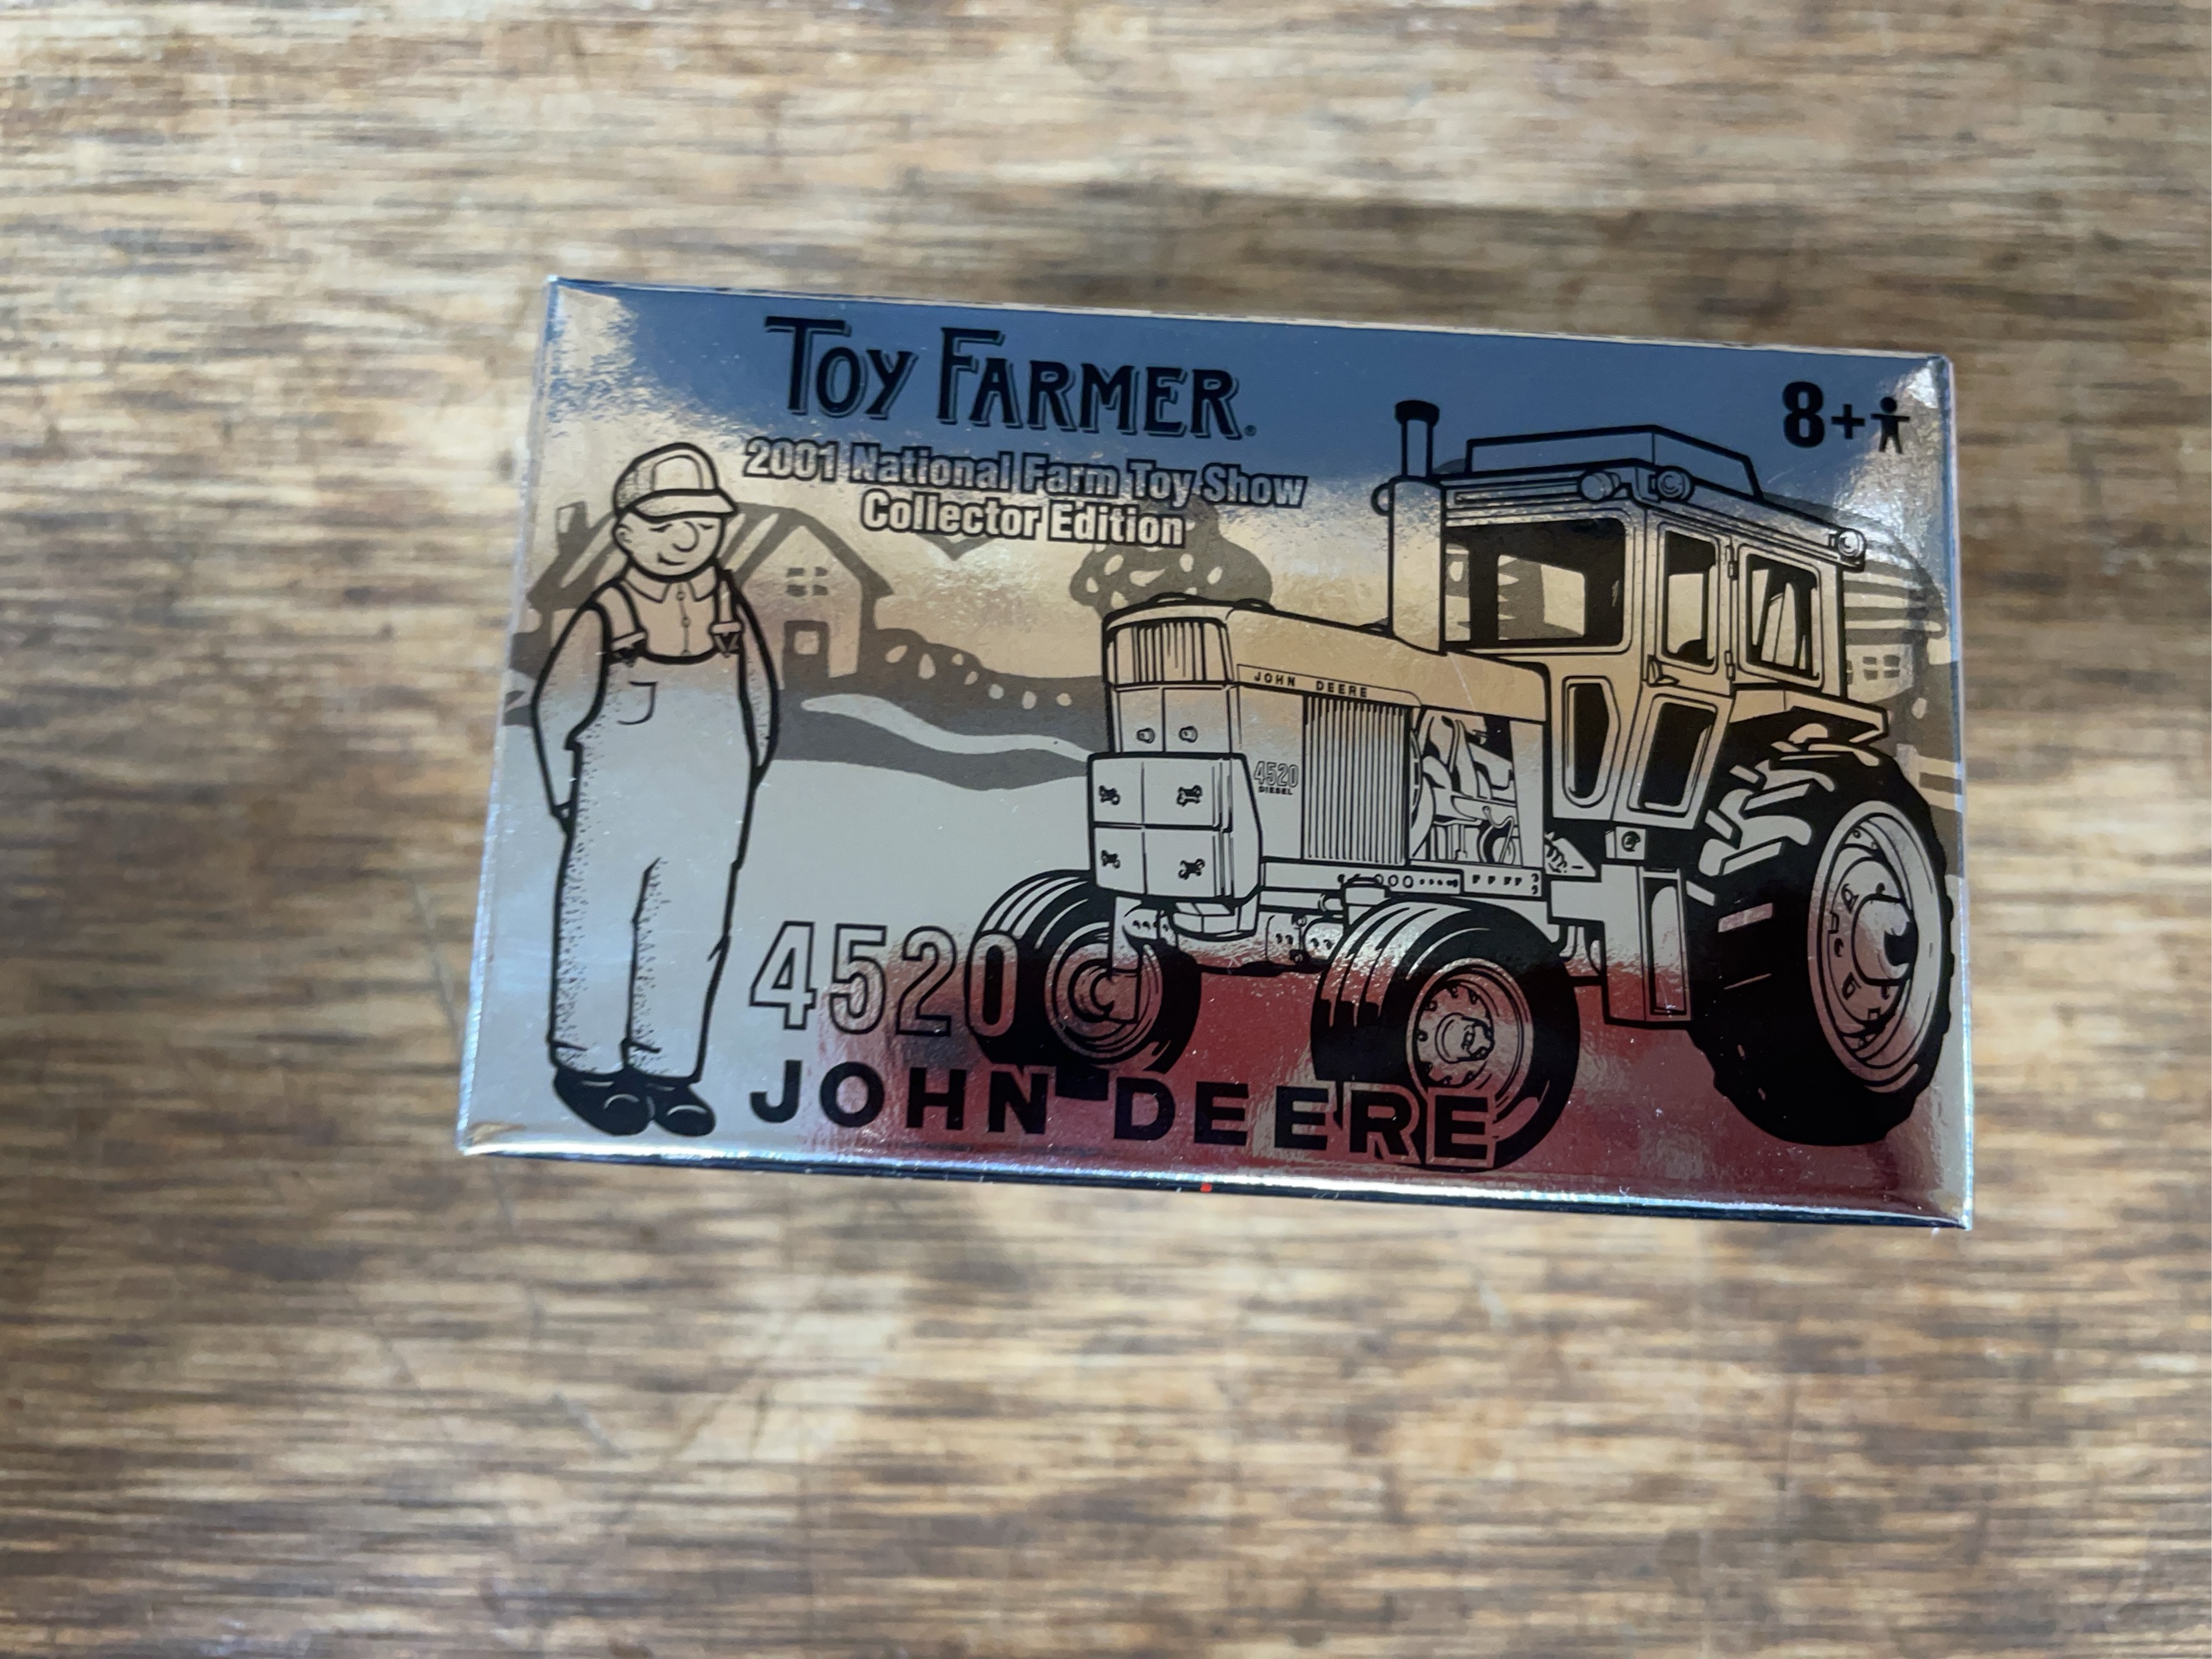 TOY FARMER®
8+
2001 National Farm Toy Show
Collector Edition
JOHN DEERE
4520
DIESEL
4520
JOHN DEERE